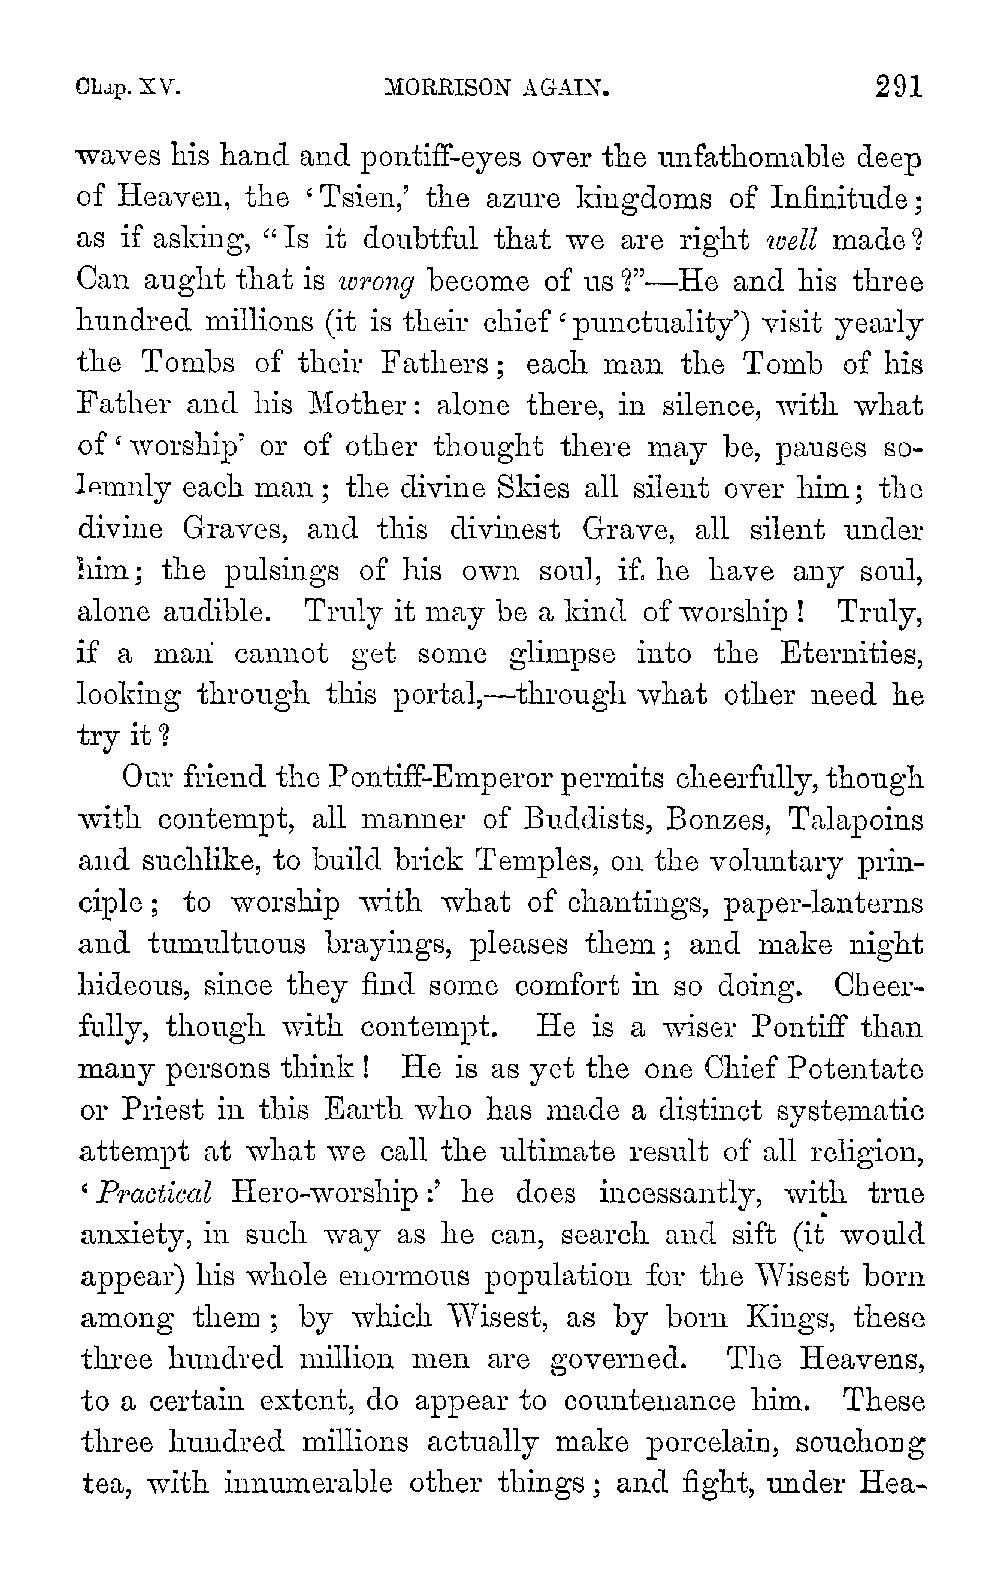 Chap. XV. MORRISON AGAIN. 291
waves his hand and pontiff-eyes over the unfathomable deep
of Heaven, the ‘Tsien,’ the azure kingdoms of Infinitude;
as if asking, “Is it doubtful that we are right well made?
Can aught that is wrong become of us?”—He and his three
hundred millions (it is their chief ‘punctuality’) visit yearly
the Tombs of their Fathers; each man the Tomb of his
Father and his Mother: alone there, in silence, with what
of ‘worship’ or of other thought there may be, pauses so-
lemnly each man; the divine Skies all silent over him; the
divine Graves, and this divinest Grave, all silent under
him; the pulsings of his own soul, if he have any soul,
alone audible. Truly it may be a kind of worship! Truly,
if a man cannot get some glimpse into the Eternities,
looking through this portal,—through what other need he
try it?
Our friend the Pontiff-Emperor permits cheerfully, though
with contempt, all manner of Buddists, Bonzes, Talapoins
and suchlike, to build brick Temples, on the voluntary prin-
ciple; to worship with what of chantings, paper-lanterns
and tumultuous brayings, pleases them; and make night
hideous, since they find some comfort in so doing. Cheer-
fully, though with contempt. He is a wiser Pontiff than
many persons think! He is as yet the one Chief Potentate
or Priest in this Earth who has made a distinct systematic
attempt at what we call the ultimate result of all religion,
‘Practical Hero-worship:’ he does incessantly, with true
anxiety, in such way as he can, search and sift (it would
appear) his whole enormous population for the Wisest born
among them; by which Wisest, as by born Kings, these
three hundred million men are governed. The Heavens,
to a certain extent, do appear to countenance him. These
three hundred millions actually make porcelain, souchong
tea, with innumerable other things; and fight, under Hea-